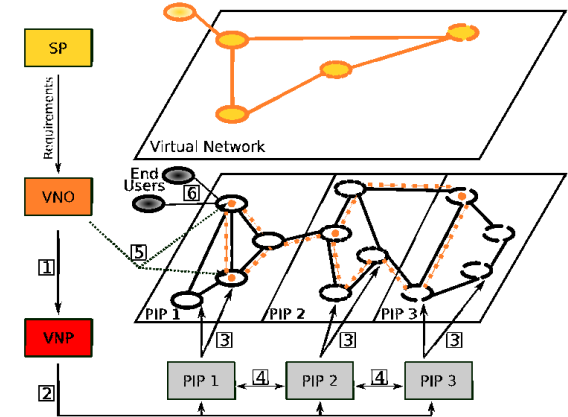 SP
Requirements
Virtual Network
VNO
End
Users
6
5
1
PIP 1
PIP 2
PIP 3
VNP
3
3
3
2
PIP 1
4
PIP 2
4
PIP 3